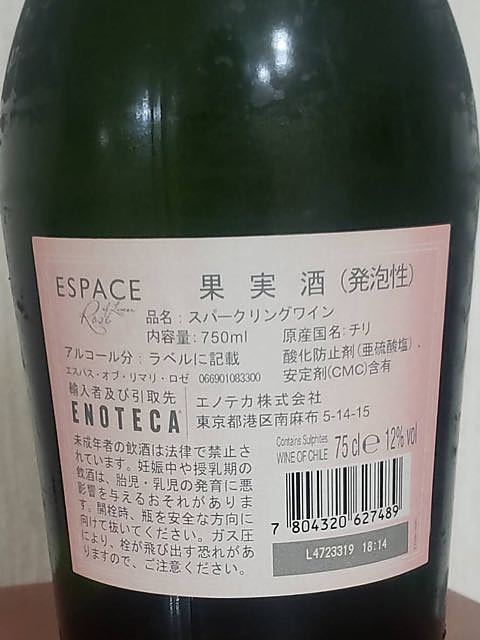 ESPACE
of Limari
Rosé
果実酒(発泡性)
品名:スパークリングワイン
内容量:750ml 原産国名:チリ
アルコール分:ラベルに記載 酸化防止剤(亜硫酸塩)、
エスパス・オブ・リマリ・ロゼ 066901083300 安定剤(CMC)含有
輸入者及び引取先 エノテカ株式会社
ENOTECA 東京都港区南麻布 5-14-15
未成年者の飲酒は法律で禁止さ
れています。妊娠中や授乳期の
飲酒は、胎児・乳児の発育に悪
影響を与えるおそれがありま
す。開栓時、瓶を安全な方向に
向けて抜いてください。ガス圧
により、栓が飛び出す恐れがあ
りますので、ご注意ください。
Contains Sulphites
WINE OF CHILE 75 cl e 12% vol
7 804320 627489
L4723319 18:14